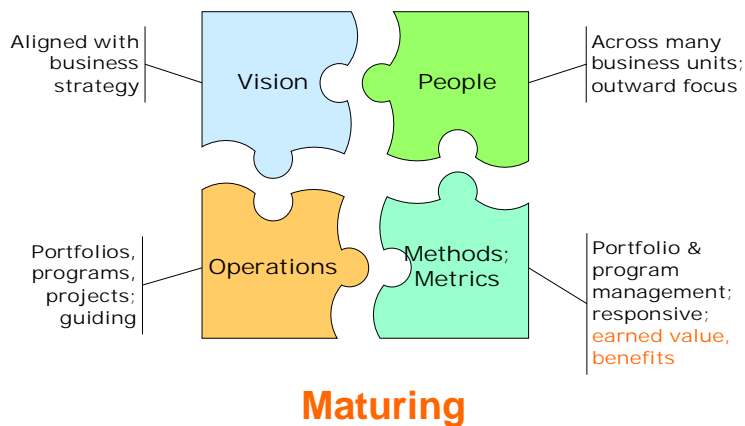 Aligned with
business
strategy
Vision
People
Across many
business units;
outward focus
Portfolios,
programs,
projects;
guiding
Operations
Methods;
Metrics
Portfolio &
program
management;
responsive;
earned value,
benefits
Maturing